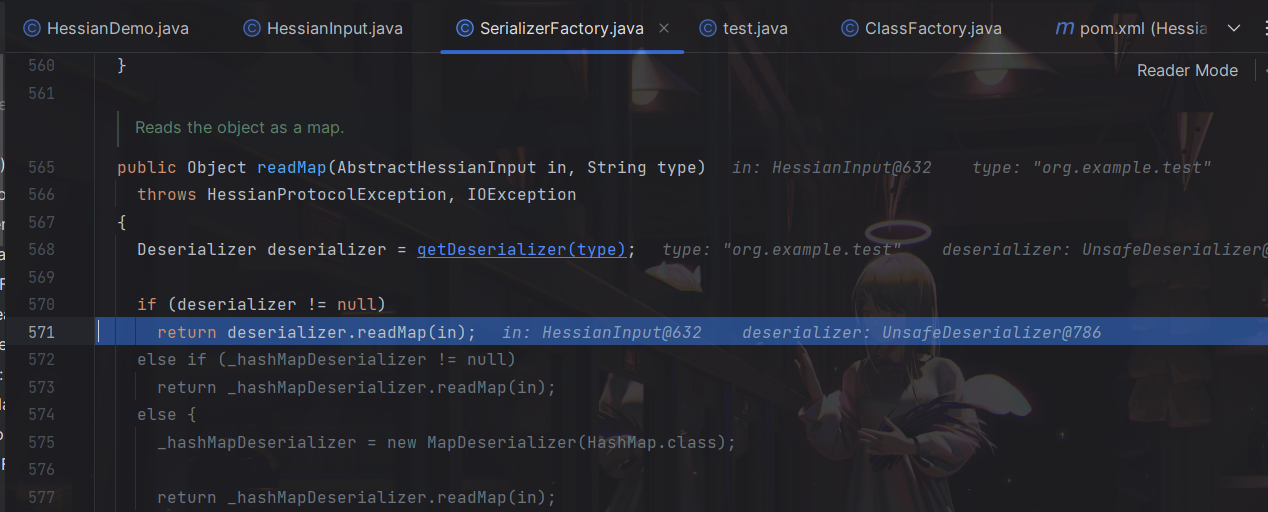 HessianDemo.java HessianInput.java SerializerFactory.java × test.java ClassFactory.java m pom.xml (Hessia
560 }
561
Reader Mode
Reads the object as a map.
565 public Object readMap(AbstractHessianInput in, String type) in: HessianInput@632 type: "org.example.test"
566 throws HessianProtocolException, IOException
567 {
568 Deserializer deserializer = getDeserializer(type); type: "org.example.test" deserializer: UnsafeDeserializer@
569
570 if (deserializer != null)
571 return deserializer.readMap(in); in: HessianInput@632 deserializer: UnsafeDeserializer@786
572 else if (_hashMapDeserializer != null)
573 return _hashMapDeserializer.readMap(in);
574 else {
575 _hashMapDeserializer = new MapDeserializer(HashMap.class);
576
577 return _hashMapDeserializer.readMap(in);